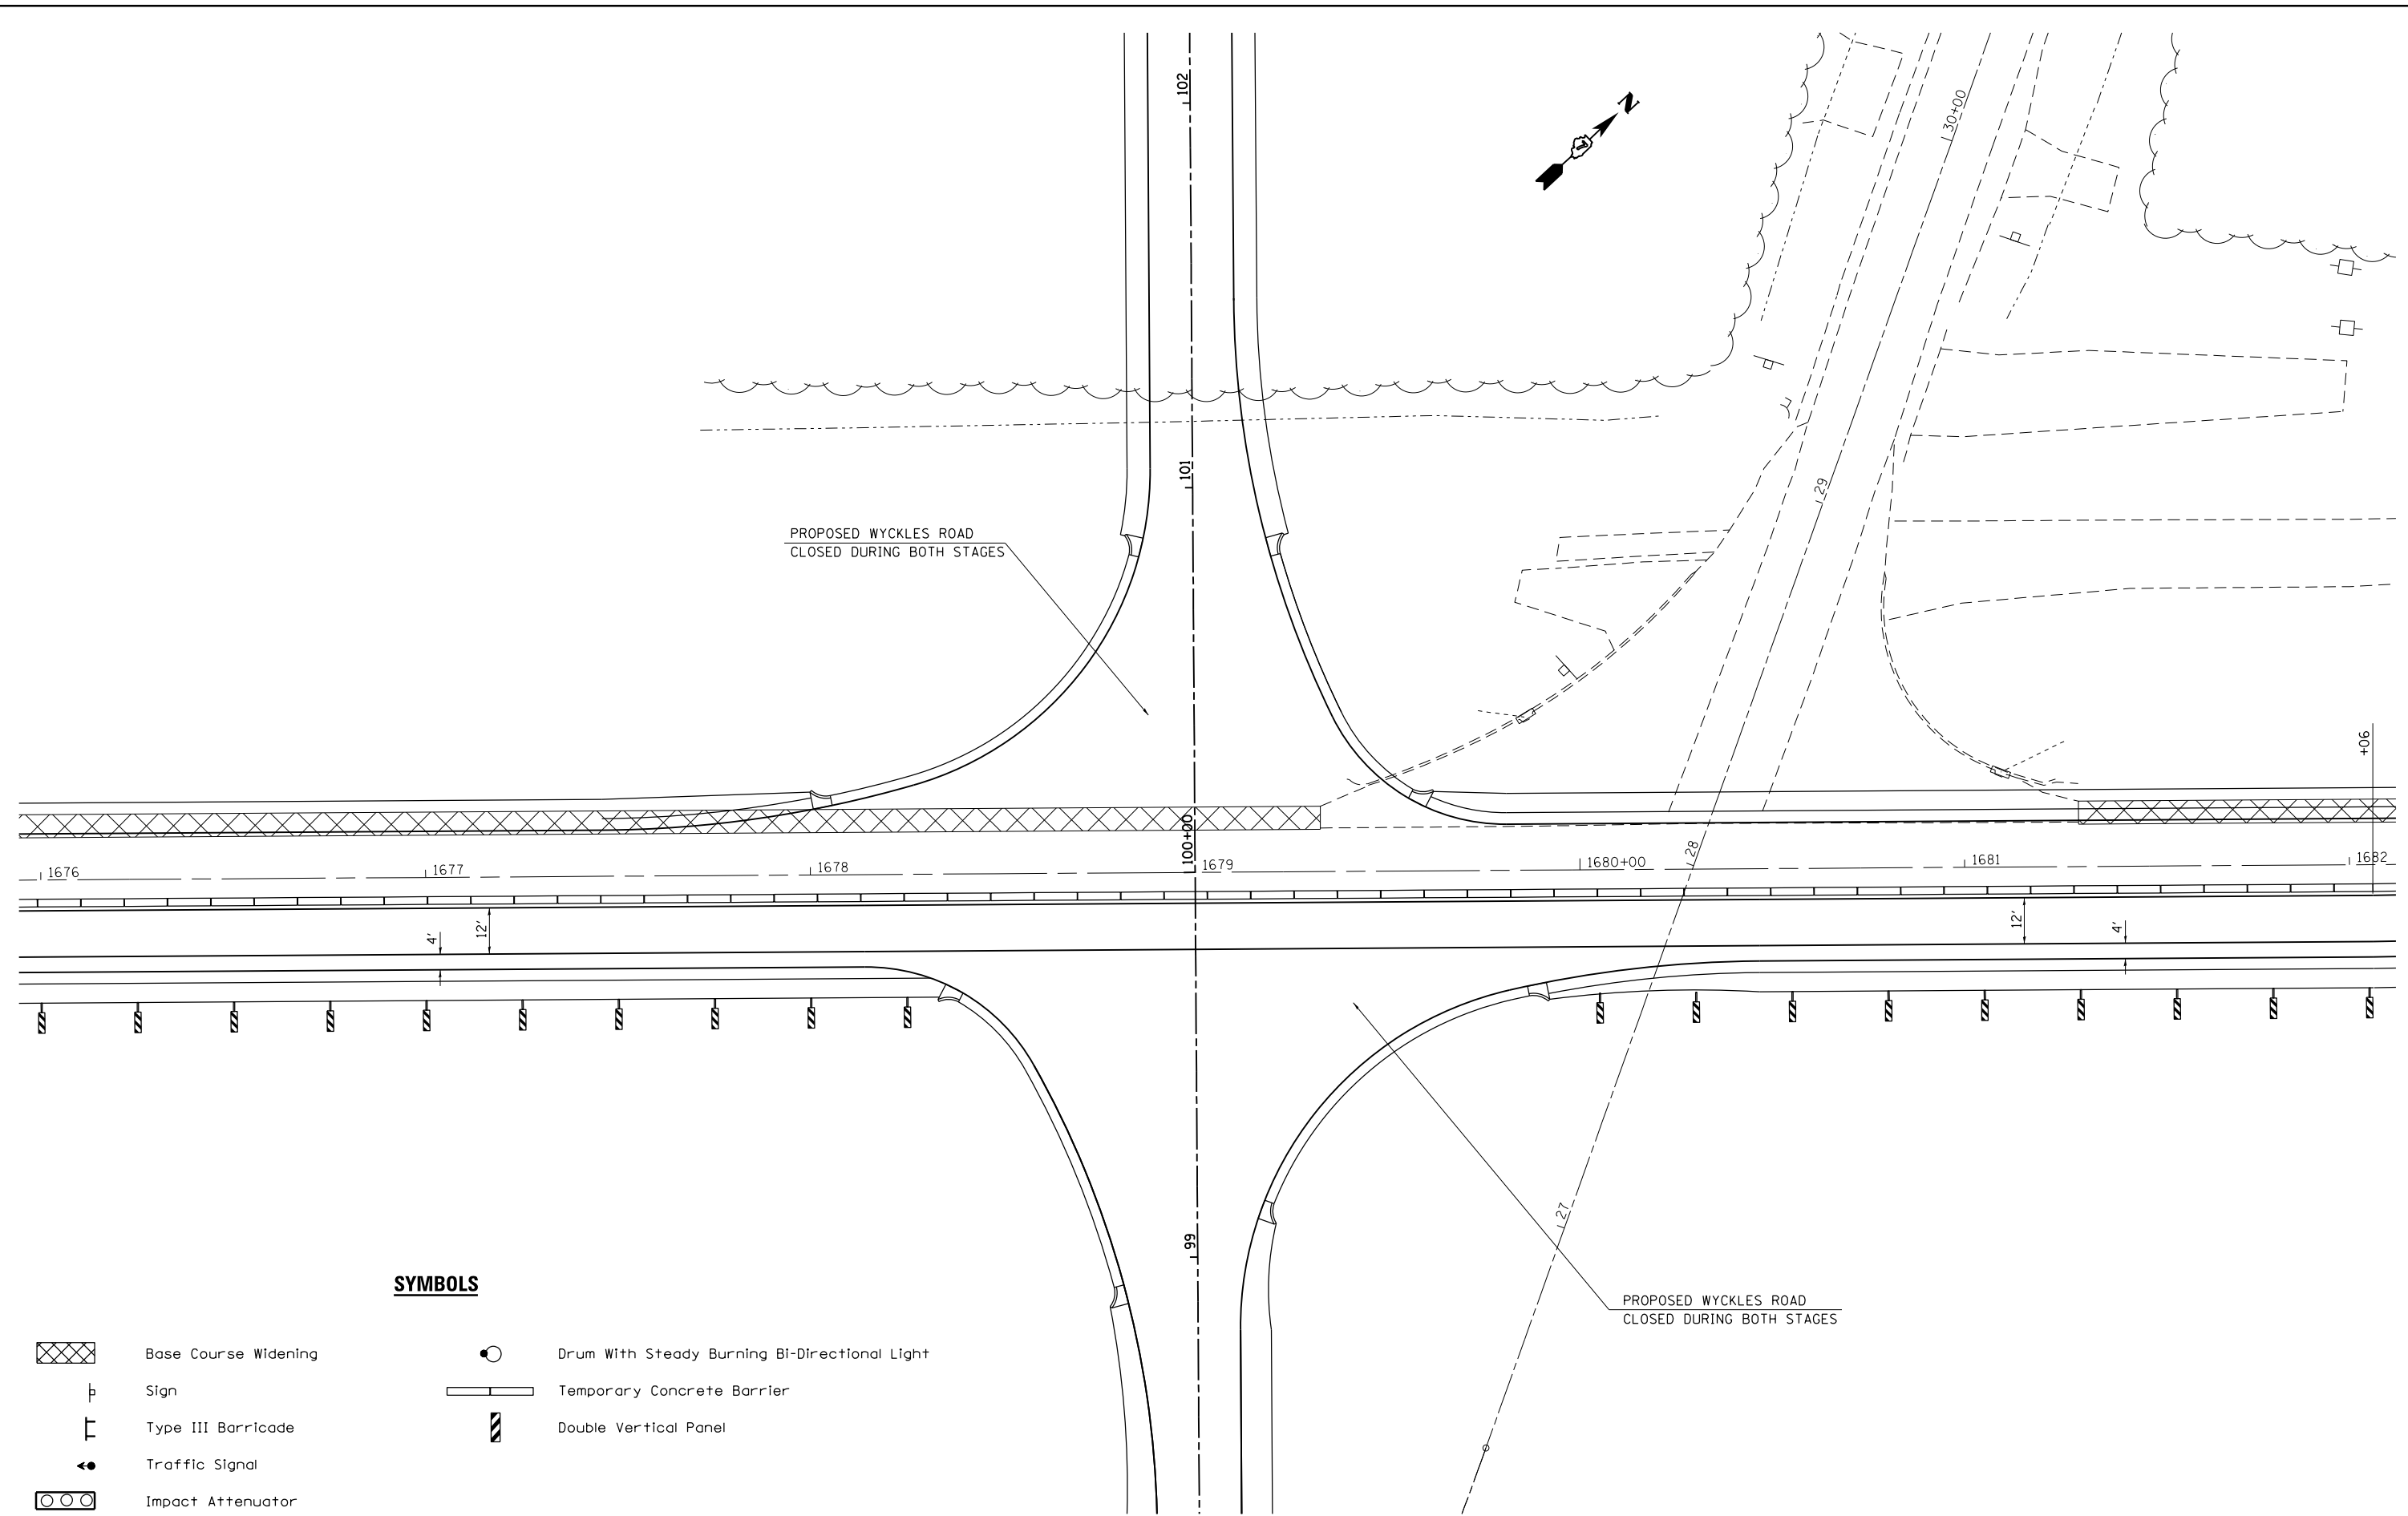 102
N
30+00
101
29
PROPOSED WYCKLES ROAD
CLOSED DURING BOTH STAGES
+06
100+00
28
1676
1677
1678
1679
1680+00
1681
1682
4'
12'
12'
4'
27
99
PROPOSED WYCKLES ROAD
CLOSED DURING BOTH STAGES
SYMBOLS
Base Course Widening
Drum With Steady Burning Bi-Directional Light
Sign
Temporary Concrete Barrier
Type III Barricade
Double Vertical Panel
Traffic Signal
Impact Attenuator